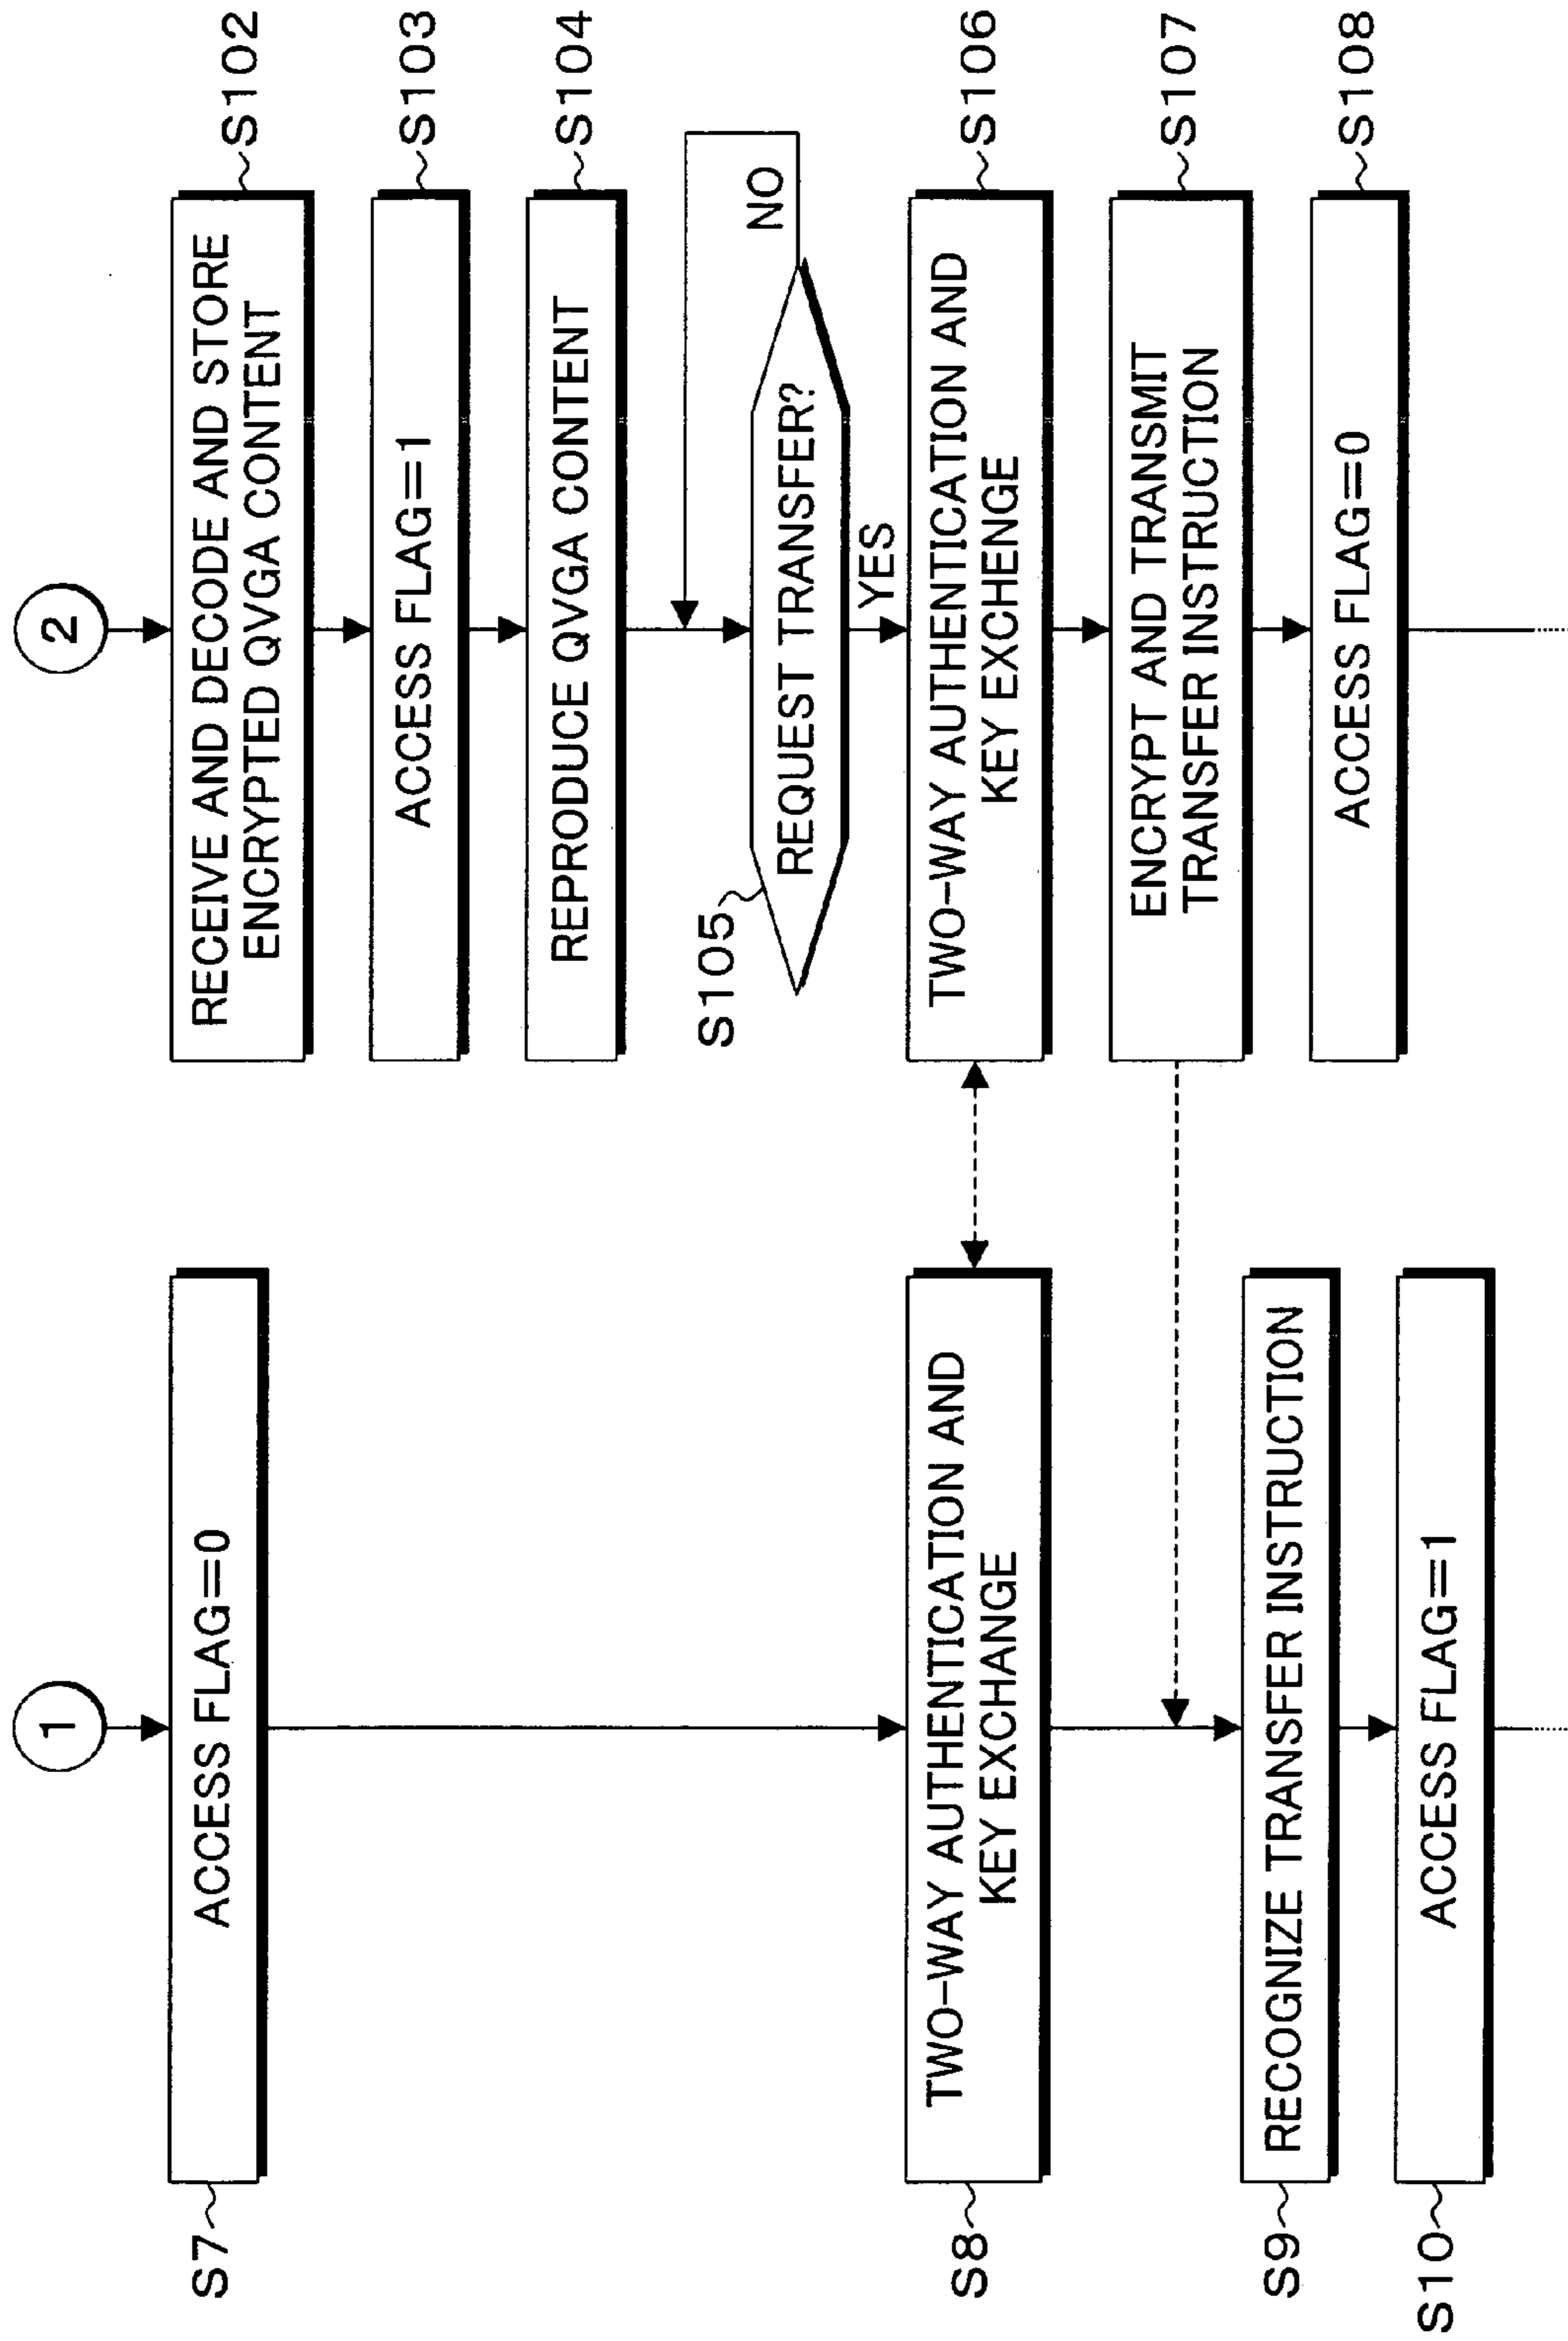 1
S7
ACCESS FLAG=0
S8
TWO-WAY AUTHENTICATION AND
KEY EXCHANGE
S9
RECOGNIZE TRANSFER INSTRUCTION
S10
ACCESS FLAG=1
2
RECEIVE AND DECODE AND STORE
ENCRYPTED QVGA CONTENT
S102
ACCESS FLAG=1
S103
REPRODUCE QVGA CONTENT
S104
S105
REQUEST TRANSFER?
NO
YES
TWO-WAY AUTHENTICATION AND
KEY EXCHENGE
S106
ENCRYPT AND TRANSMIT
TRANSFER INSTRUCTION
S107
ACCESS FLAG=0
S108